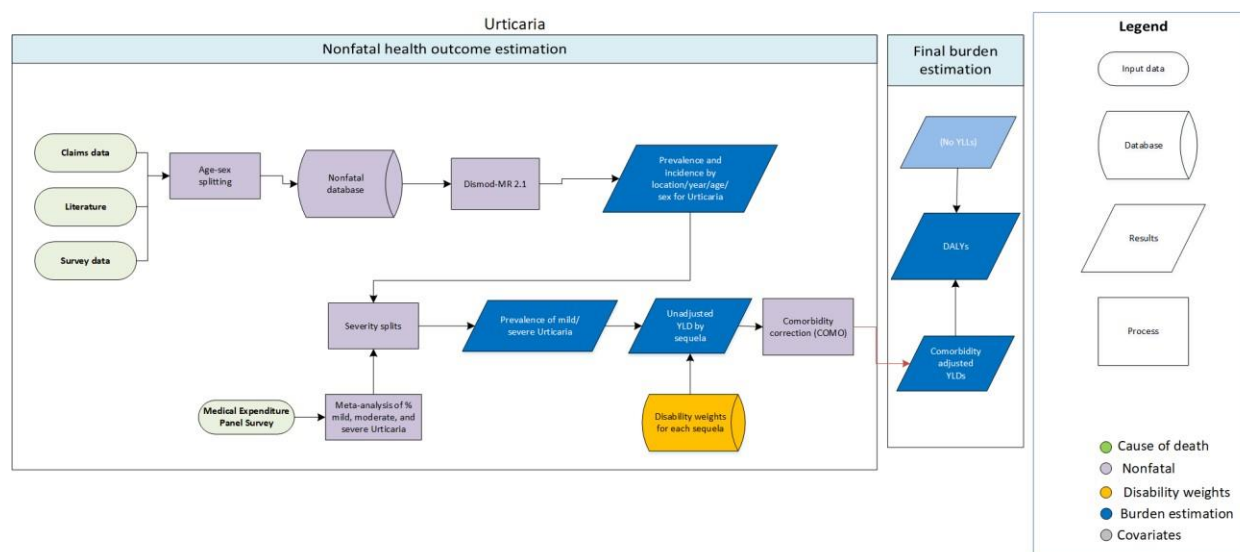 Urticaria
Nonfatal health outcome estimation
Claims data
Literature
Survey data
Age-sex
splitting
Nonfatal
database
Dismod-MR 2.1
Prevalence and
incidence by
location/year/age/
sex for Urticaria
Severity splits
Prevalence of mild/
severe Urticaria
Unadjusted
YLD by
sequela
Comorbidity
correction (COMO)
Medical Expenditure
Panel Survey
Meta-analysis of %
mild, moderate, and
severe Urticaria
Disability weights
for each sequela
Final burden
estimation
(No YLLs)
DALYs
Comorbidity
adjusted
YLDs
Legend
Input data
Database
Results
Process
Cause of death
Nonfatal
Disability weights
Burden estimation
Covariates